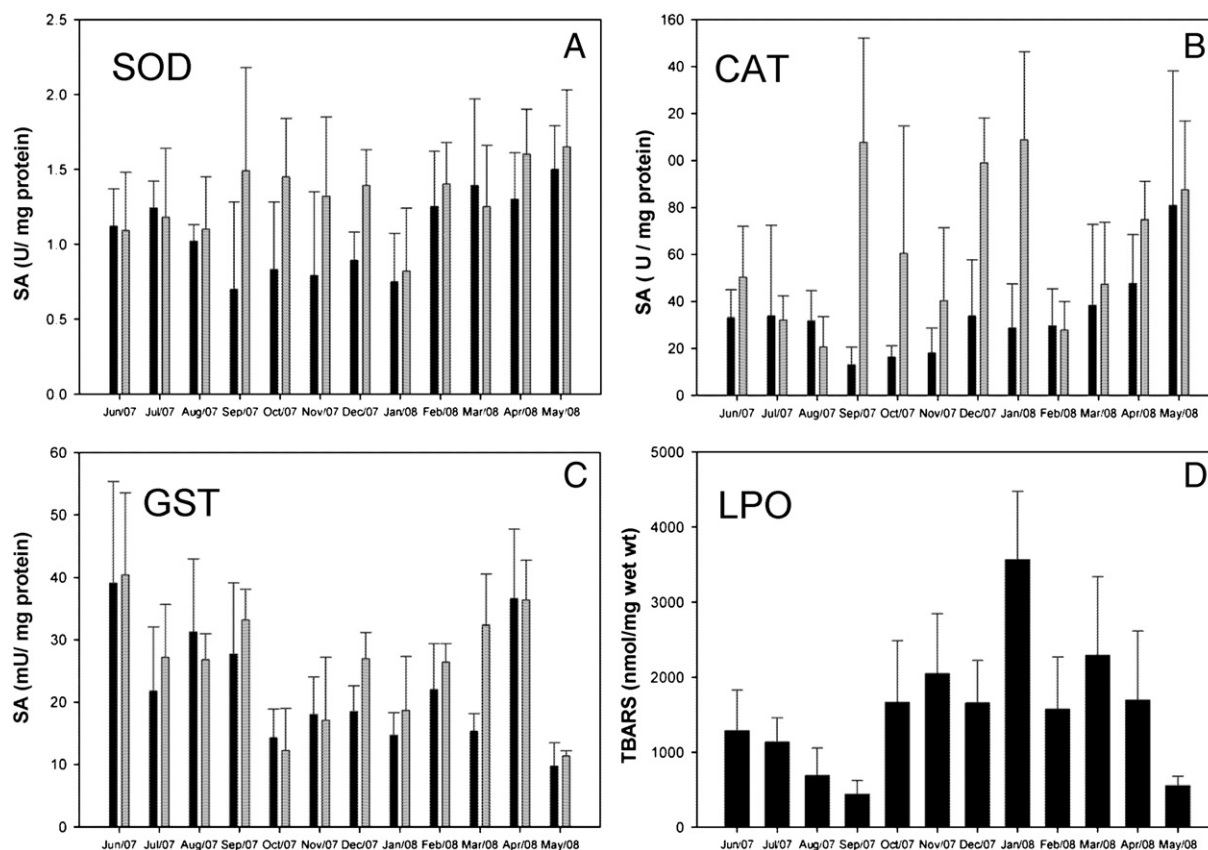 A
SOD
SA (U/ mg protein)
2.5
2.0
1.5
1.0
0.5
0.0
Jun/07 Jul/07 Aug/07 Sep/07 Oct/07 Nov/07 Dec/07 Jan/08 Feb/08 Mar/08 Apr/08 May/08
B
CAT
SA ( U / mg protein)
160
40
20
00
80
60
40
20
0
Jun/07 Jul/07 Aug/07 Sep/07 Oct/07 Nov/07 Dec/07 Jan/08 Feb/08 Mar/08 Apr/08 May/08
C
GST
SA (mU/ mg protein)
60
50
40
30
20
10
0
Jun/07 Jul/07 Aug/07 Sep/07 Oct/07 Nov/07 Dec/07 Jan/08 Feb/08 Mar/08 Apr/08 May/08
D
LPO
TBARS (nmol/mg wet wt)
5000
4000
3000
2000
1000
0
Jun/07 Jul/07 Aug/07 Sep/07 Oct/07 Nov/07 Dec/07 Jan/08 Feb/08 Mar/08 Apr/08 May/08